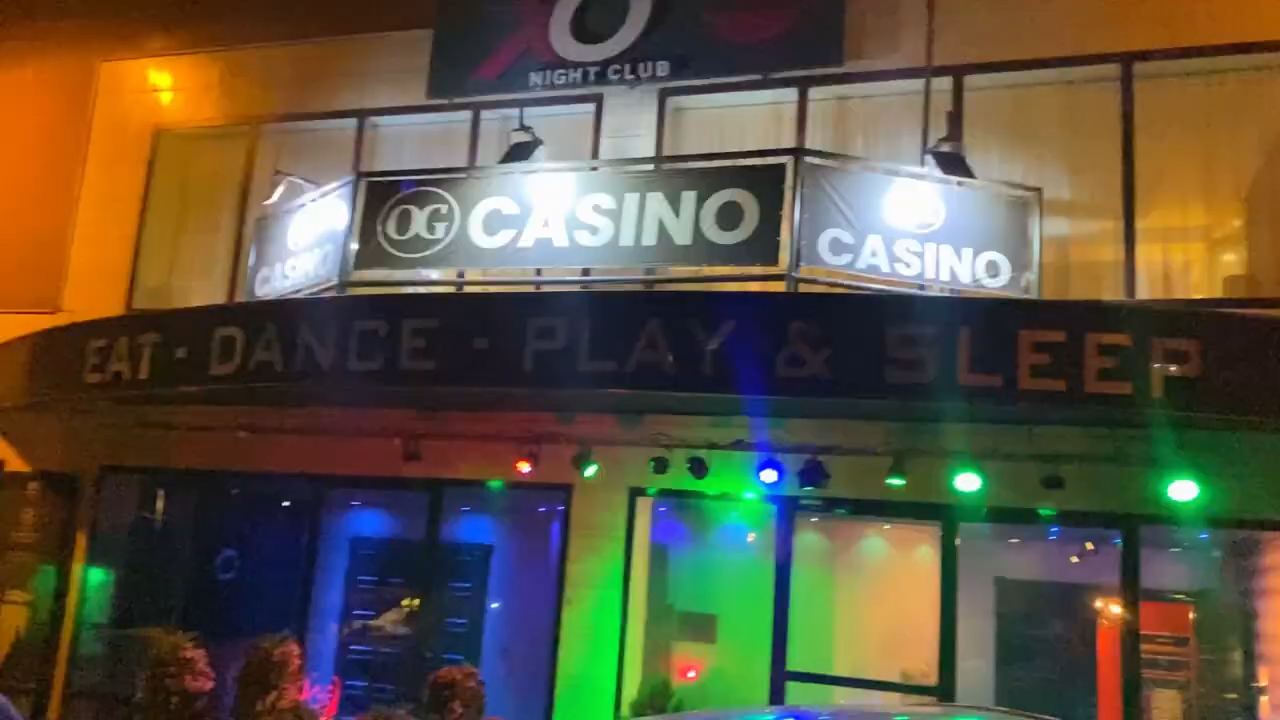 NIGHT CLUB
OG CASINO
CASINO
CASINO
EAT · DANCE · PLAY & SLEEP